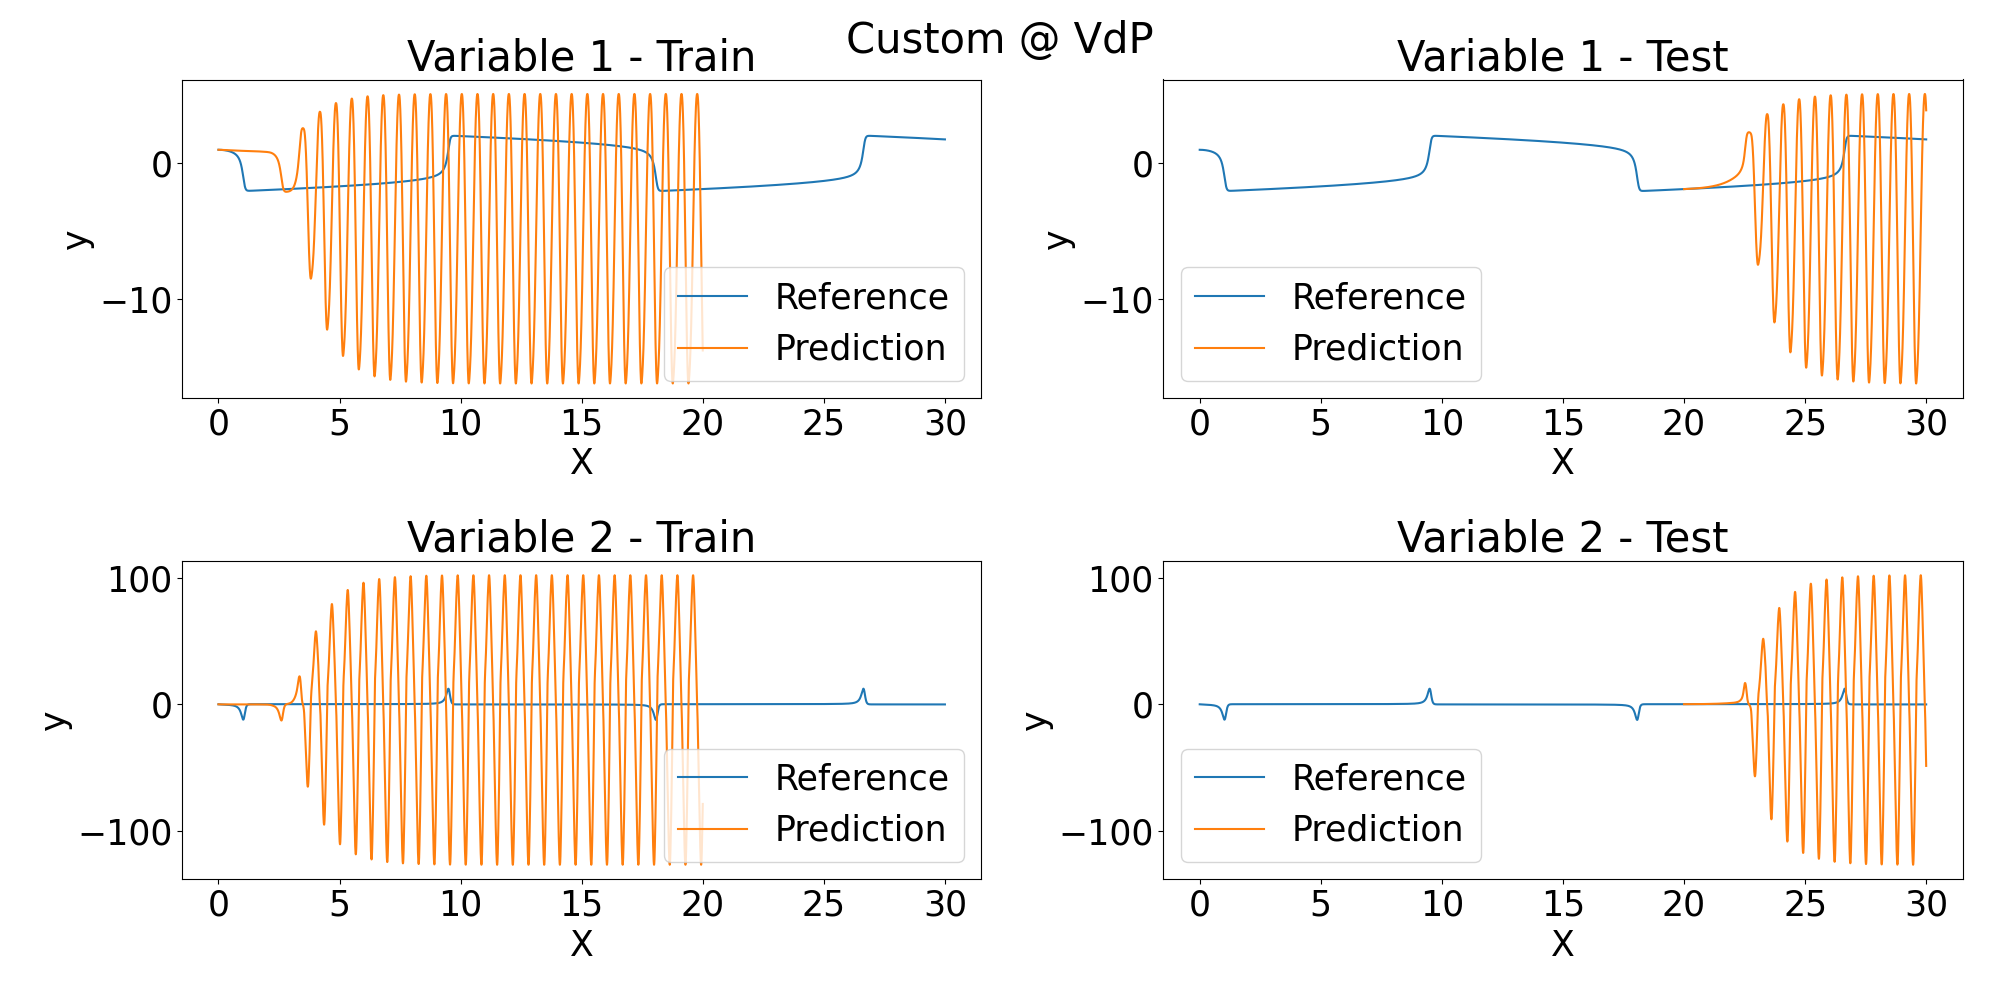 Custom @ VdP
Variable 1 - Train
Variable 1 - Test
0
−10
y
0 5 10 15 20 25 30
X
Reference
Prediction
0
−10
y
0 5 10 15 20 25 30
X
Reference
Prediction
Variable 2 - Train
Variable 2 - Test
100
0
−100
y
0 5 10 15 20 25 30
X
Reference
Prediction
100
0
−100
y
0 5 10 15 20 25 30
X
Reference
Prediction